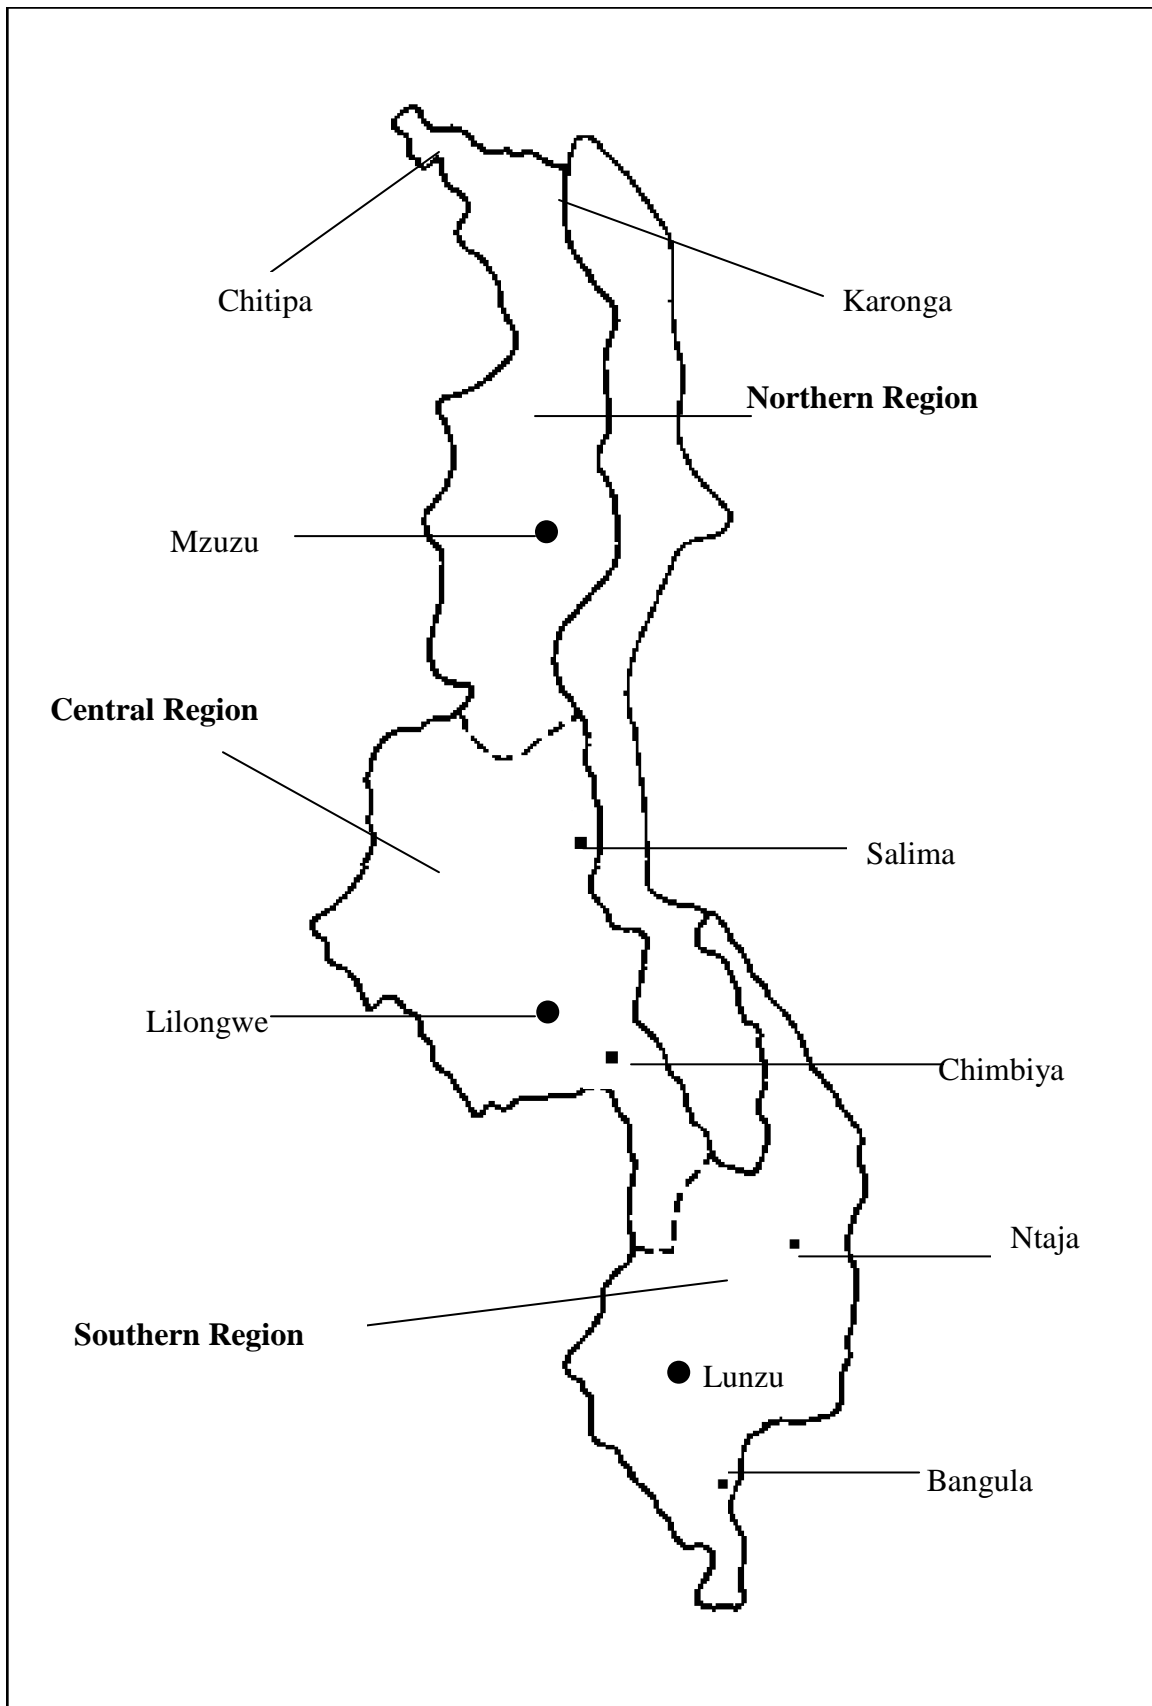 Chitipa
Karonga
Northern Region
Mzuzu
Central Region
Salima
Lilongwe
Chimbiya
Ntaja
Southern Region
Lunzu
Bangula